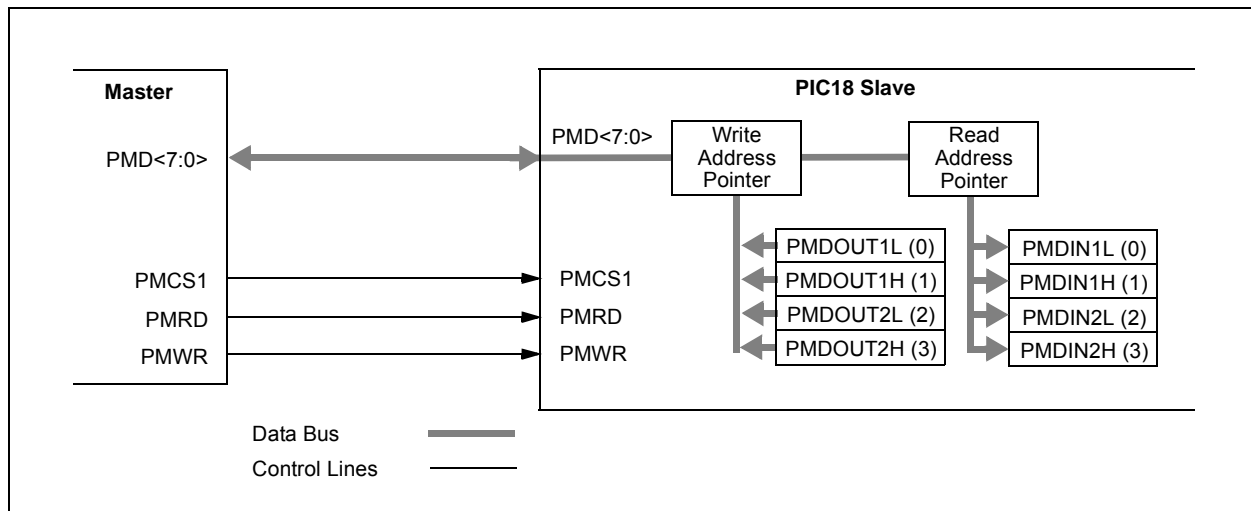 Master
PIC18 Slave
PMD<7:0>
PMD<7:0>
Write
Address
Pointer
Read
Address
Pointer
PMDOUT1L (0)
PMDIN1L (0)
PMCS1
PMCS1
PMDOUT1H (1)
PMDIN1H (1)
PMRD
PMRD
PMDOUT2L (2)
PMDIN2L (2)
PMWR
PMWR
PMDOUT2H (3)
PMDIN2H (3)
Data Bus
Control Lines